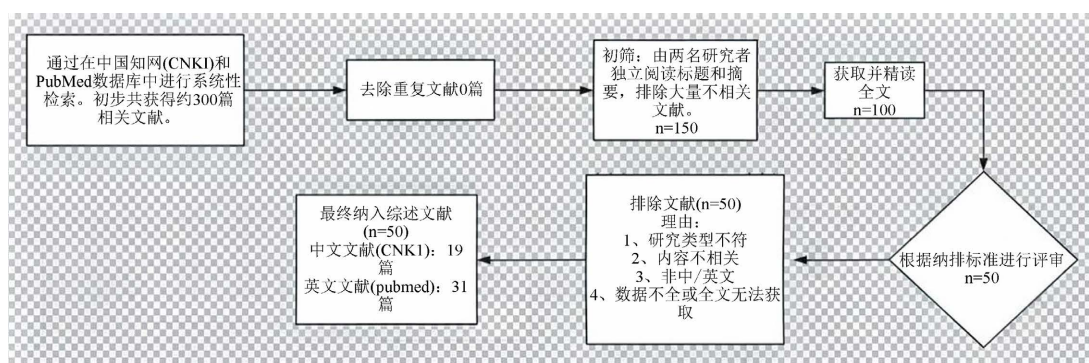 通过在中国知网(CNKI)和
PubMed数据库中进行系统性
检索。初步共获得约300篇
相关文献。
去除重复文献0篇
初筛：由两名研究者
独立阅读标题和摘
要，排除大量不相关
文献。
n=150
获取并精读
全文
n=100
根据纳排标准进行评审
n=50
排除文献(n=50)
理由：
1、研究类型不符
2、内容不相关
3、非中/英文
4、数据不全或全文无法获
取
最终纳入综述文献
(n=50)
中文文献(CNK1)：19
篇
英文文献(pubmed)：31
篇